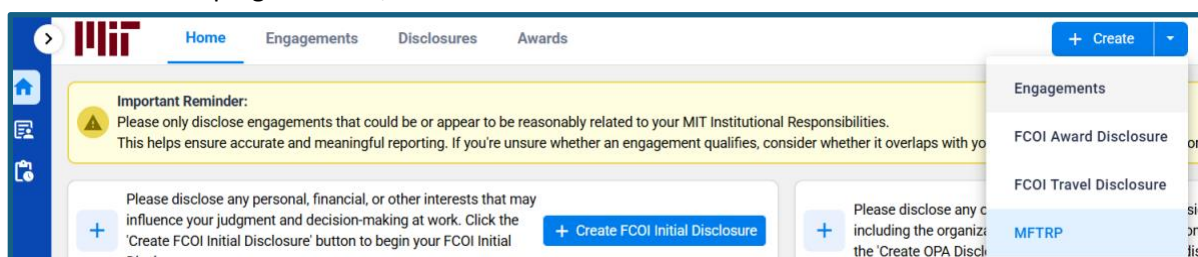 MIT Home Engagements Disclosures Awards + Create
Engagements
FCOI Award Disclosure
FCOI Travel Disclosure
MFTRP
Important Reminder:
Please only disclose engagements that could be or appear to be reasonably related to your MIT Institutional Responsibilities.
This helps ensure accurate and meaningful reporting. If you're unsure whether an engagement qualifies, consider whether it overlaps with yo
Please disclose any personal, financial, or other interests that may
influence your judgment and decision-making at work. Click the
'Create FCOI Initial Disclosure' button to begin your FCOI Initial
+ Create FCOI Initial Disclosure
Please disclose any c
including the organiza
the 'Create OPA Discl